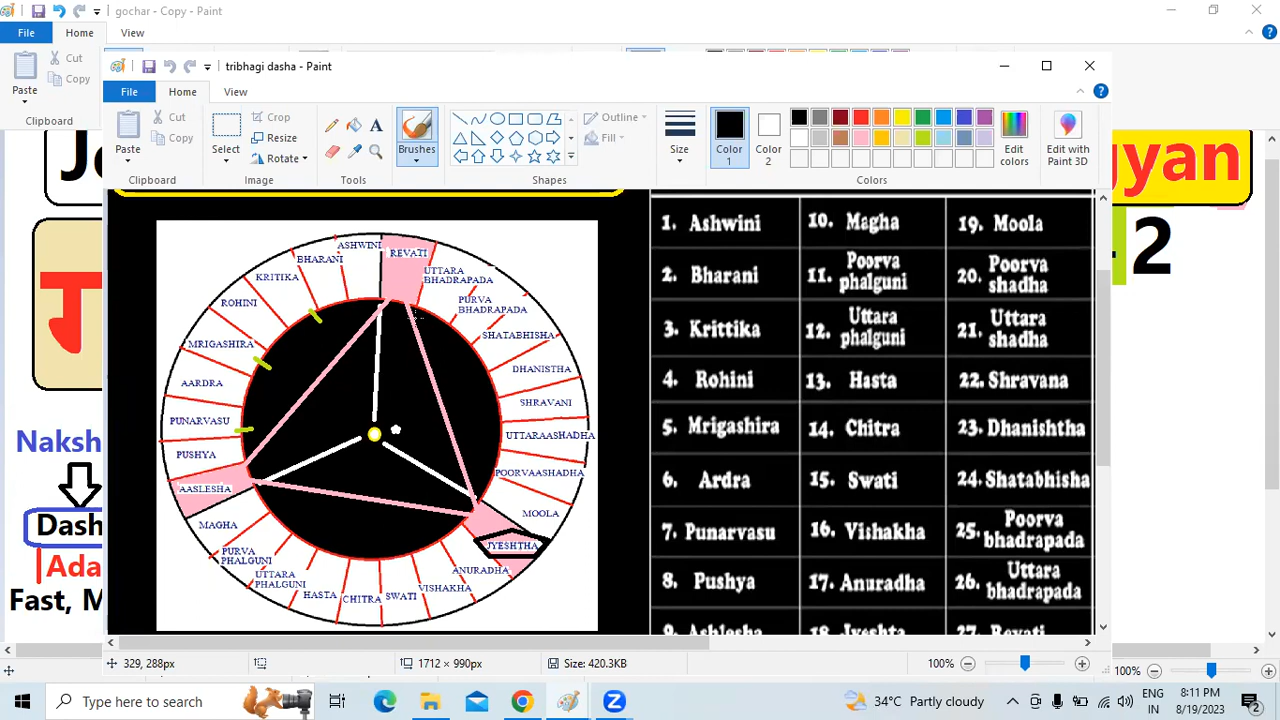 gochar - Copy - Paint
File
Home
View
Cut
Copy
Paste
Clipboard
tribhagi dasha - Paint
File
Home
View
Paste
Cut
Copy
Clipboard
Select
Crop
Resize
Rotate
Image
Tools
Brushes
Shapes
Outline
Fill
Size
Color 1
Color 2
Colors
Edit colors
Edit with Paint 3D
yan
2
Naksh
Dash
Ada
Fast, M
ASHWINI
REVATI
BHARANI
UTTARA BHADRAPADA
KRITIKA
PURVA BHADRAPADA
ROHINI
SHATABHISHA
MRIGASHIRA
DHANISTHA
AARDRA
SHRAVANI
PUNARVASU
UTTARAASHADHA
PUSHYA
POORVAASHADHA
AASLESHA
MOOLA
MAGHA
JYESHTHA
PURVA PHALGUNI
ANURADHA
UTTARA PHALGUNI
VISHAKHA
HASTA
CHITRA
SWATI
1. Ashwini
10. Magha
19. Moola
2. Bharani
11. Poorva phalguni
20. Poorva shadha
3. Krittika
12. Uttara phalguni
21. Uttara shadha
4. Rohini
13. Hasta
22. Shravana
5. Mrigashira
14. Chitra
23. Dhanishtha
6. Ardra
15. Swati
24. Shatabhisha
7. Punarvasu
16. Vishakha
25. Poorva bhadrapada
8. Pushya
17. Anuradha
26. Uttara bhadrapada
9. Ashlesha
18. Jyeshta
27. Revati
329, 288px
1712 × 990px
Size: 420.3KB
100%
100%
Type here to search
34°C Partly cloudy
ENG
IN
8:11 PM
8/19/2023
2